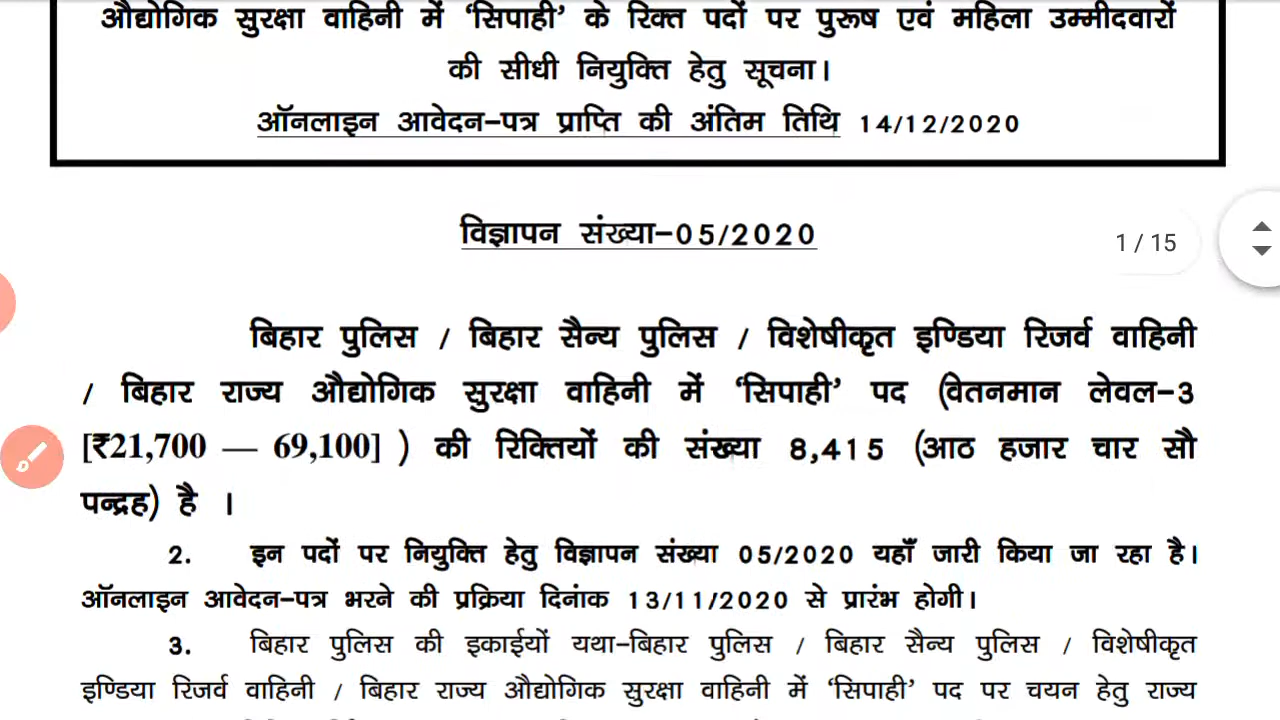 औद्योगिक सुरक्षा वाहिनी में ‘सिपाही’ के रिक्त पदों पर पुरूष एवं महिला उम्मीदवारों
की सीधी नियुक्ति हेतु सूचना।
ऑनलाइन आवेदन–पत्र प्राप्ति की अंतिम तिथि 14/12/2020
विज्ञापन संख्या–05/2020
1 / 15
बिहार पुलिस / बिहार सैन्य पुलिस / विशेषीकृत इण्डिया रिजर्व वाहिनी
/ बिहार राज्य औद्योगिक सुरक्षा वाहिनी में ‘सिपाही’ पद (वेतनमान लेवल–3
[₹21,700 — 69,100] ) की रिक्तियों की संख्या 8,415 (आठ हजार चार सौ
पन्द्रह) है ।
2. इन पदों पर नियुक्ति हेतु विज्ञापन संख्या 05/2020 यहाँ जारी किया जा रहा है।
ऑनलाइन आवेदन–पत्र भरने की प्रक्रिया दिनांक 13/11/2020 से प्रारंभ होगी।
3. बिहार पुलिस की इकाईयों यथा–बिहार पुलिस / बिहार सैन्य पुलिस / विशेषीकृत
इण्डिया रिजर्व वाहिनी / बिहार राज्य औद्योगिक सुरक्षा वाहिनी में ‘सिपाही’ पद पर चयन हेतु राज्य